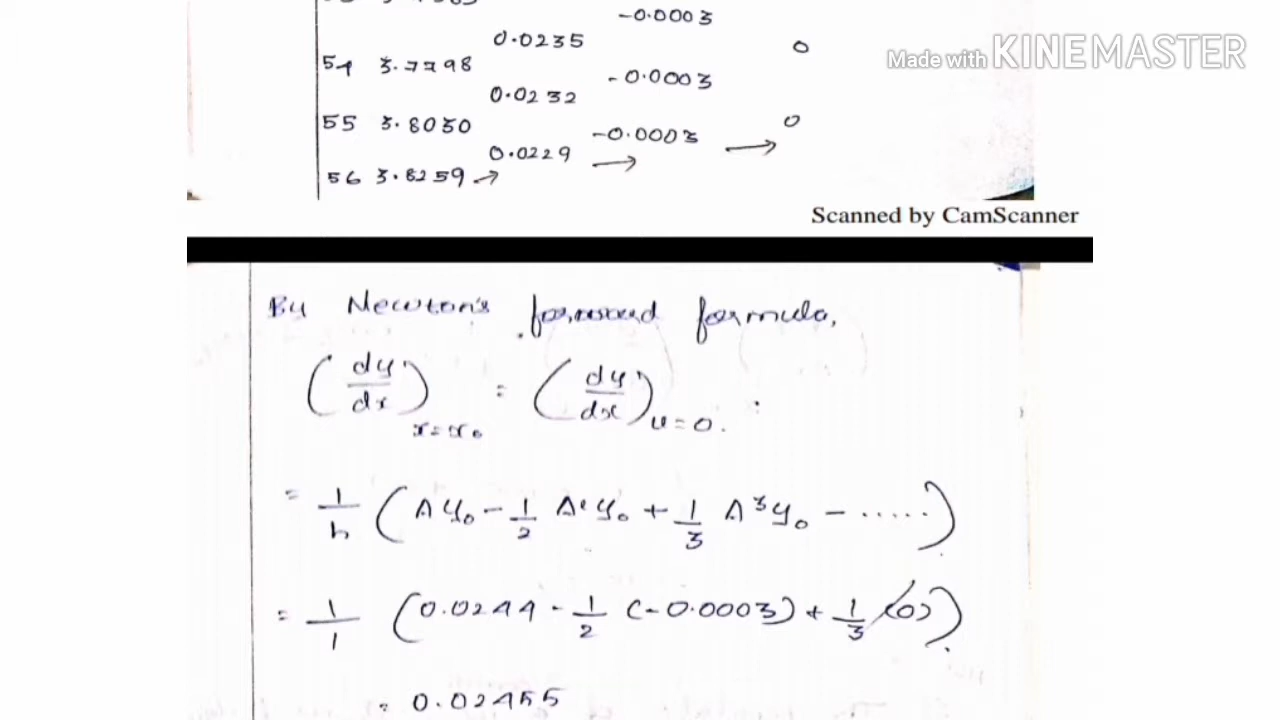 -0.0003
0.0235 0
Made with KINEMASTER
54 3.7798
-0.0003
0.0232
55 3.8030 0
-0.0003 →
0.0229 →
56 3.8259 →
Scanned by CamScanner
By Newton's forward formula,
(dy/dx)x=x₀ = (dy/dx)u=0.
= 1/h (Δy₀ - 1/2 Δ²y₀ + 1/3 Δ³y₀ - .....)
= 1/1 (0.0244 - 1/2 (-0.0003) + 1/3 (0))
= 0.02455